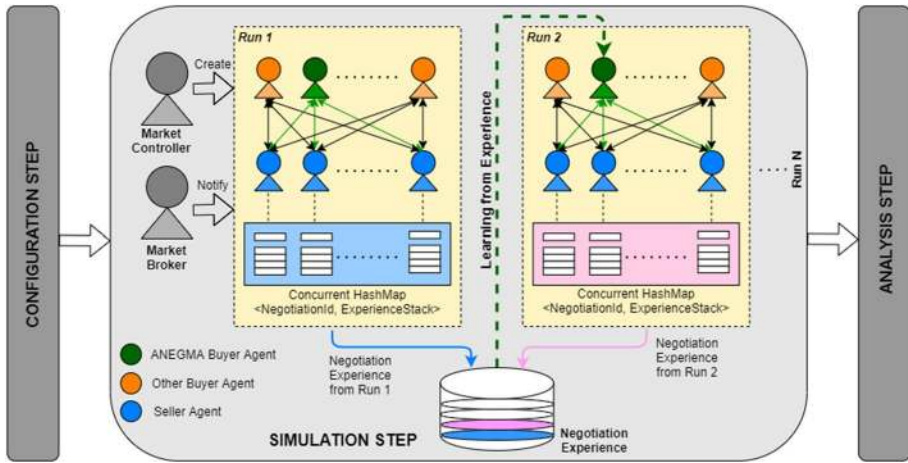 CONFIGURATION STEP
Market
Controller
Create
Market
Broker
Notify
Run 1
Concurrent HashMap
<NegotiationId, ExperienceStack>
Learning from Experience
Run 2
Concurrent HashMap
<NegotiationId, ExperienceStack>
Run N
ANEGMA Buyer Agent
Other Buyer Agent
Seller Agent
Negotiation
Experience
from Run 1
Negotiation
Experience
from Run 2
SIMULATION STEP
Negotiation
Experience
ANALYSIS STEP